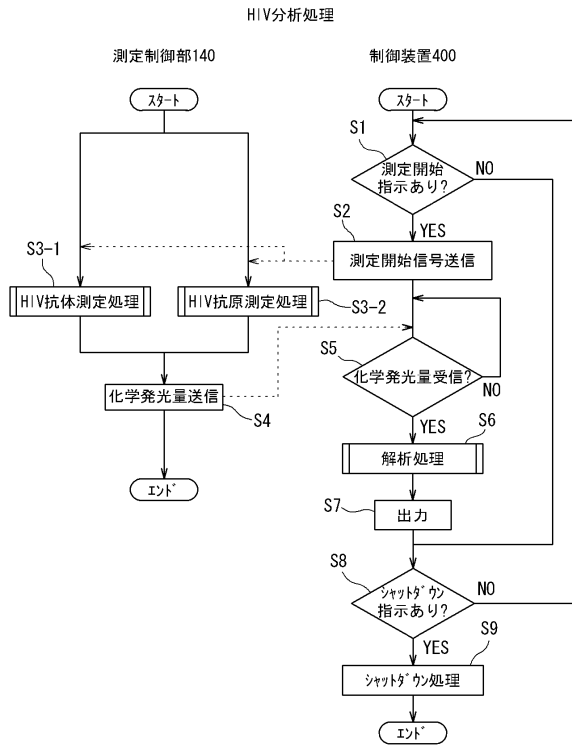 HIV分析処理
測定制御部140
制御装置400
ｽﾀｰﾄ
ｽﾀｰﾄ
S1
測定開始
指示あり?
NO
YES
S2
測定開始信号送信
S3-1
HIV抗体測定処理
HIV抗原測定処理
S3-2
S5
化学発光量受信?
NO
YES
化学発光量送信
S4
S6
解析処理
S7
出力
ｴﾝﾄﾞ
S8
ｼｬｯﾄﾀﾞｳﾝ
指示あり?
NO
YES
S9
ｼｬｯﾄﾀﾞｳﾝ処理
ｴﾝﾄﾞ